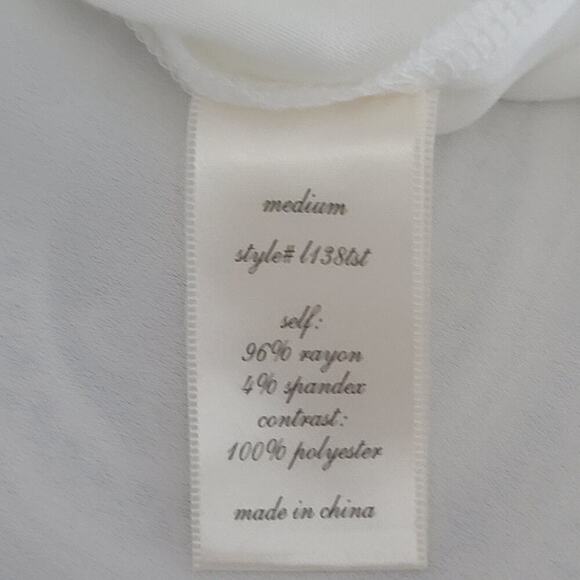 medium
style# l138tst
self:
96% rayon
4% spandex
contrast:
100% polyester
made in china